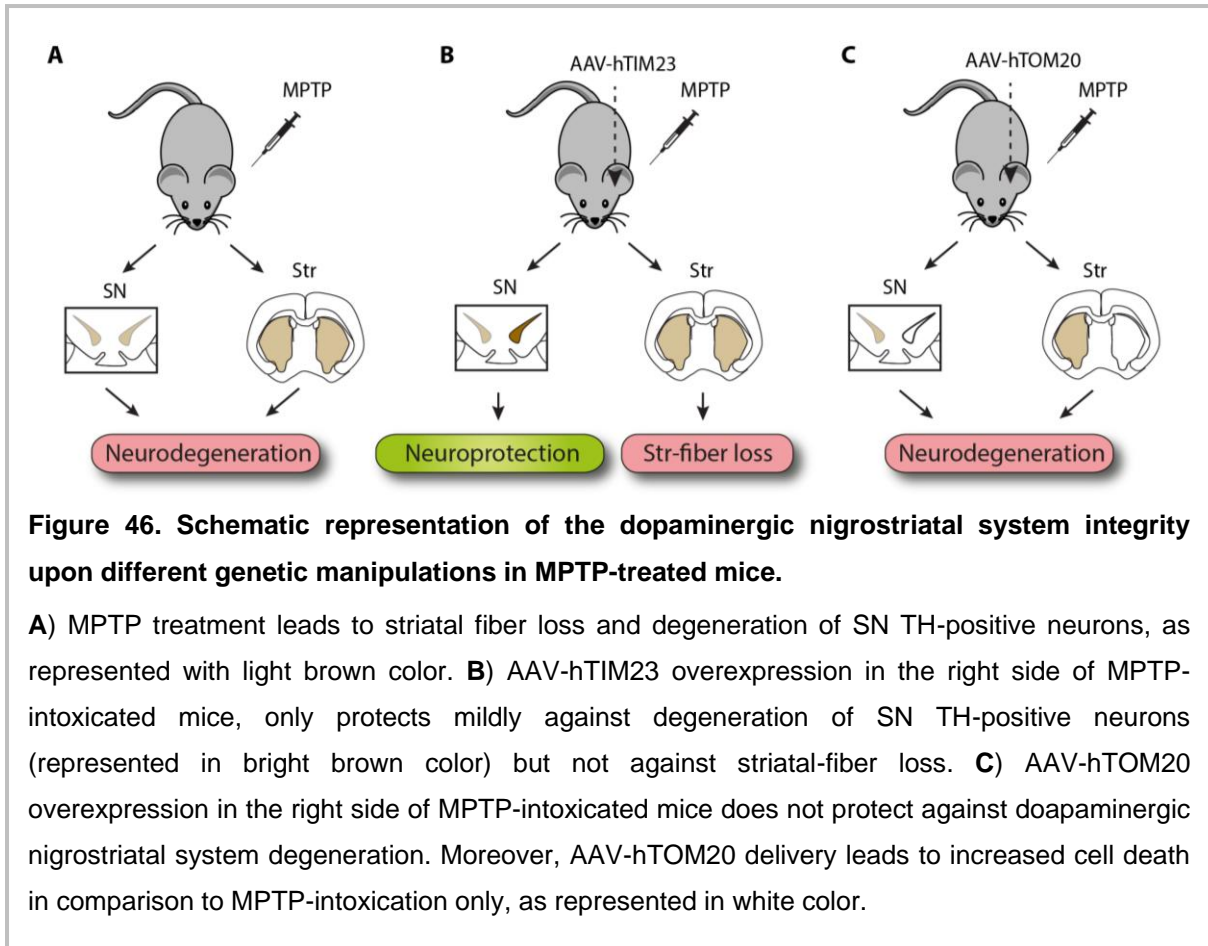 A
MPTP
SN
Str
Neurodegeneration
B
AAV-hTIM23
MPTP
SN
Str
Neuroprotection
Str-fiber loss
C
AAV-hTOM20
MPTP
SN
Str
Neurodegeneration
Figure 46. Schematic representation of the dopaminergic nigrostriatal system integrity
upon different genetic manipulations in MPTP-treated mice.
A) MPTP treatment leads to striatal fiber loss and degeneration of SN TH-positive neurons, as
represented with light brown color. B) AAV-hTIM23 overexpression in the right side of MPTP-
intoxicated mice, only protects mildly against degeneration of SN TH-positive neurons
(represented in bright brown color) but not against striatal-fiber loss. C) AAV-hTOM20
overexpression in the right side of MPTP-intoxicated mice does not protect against doapaminergic
nigrostriatal system degeneration. Moreover, AAV-hTOM20 delivery leads to increased cell death
in comparison to MPTP-intoxication only, as represented in white color.